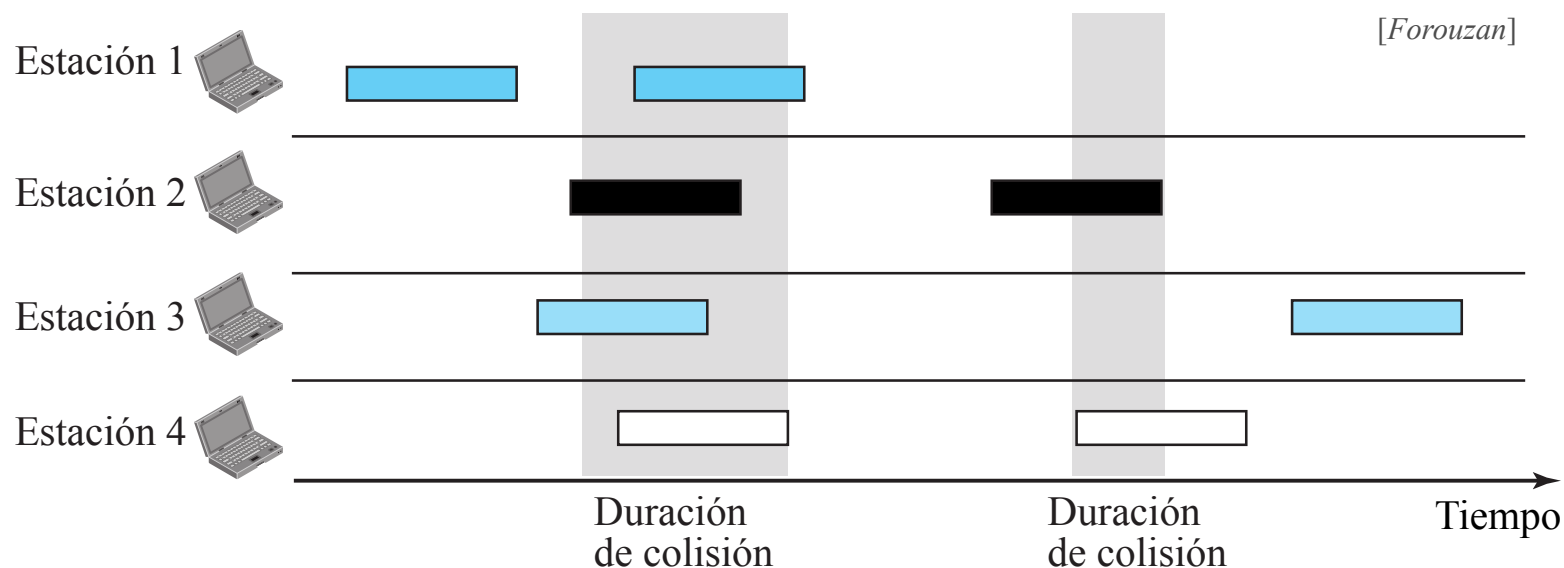 [Forouzan]
Estación 1
Estación 2
Estación 3
Estación 4
Duración
de colisión
Duración
de colisión
Tiempo